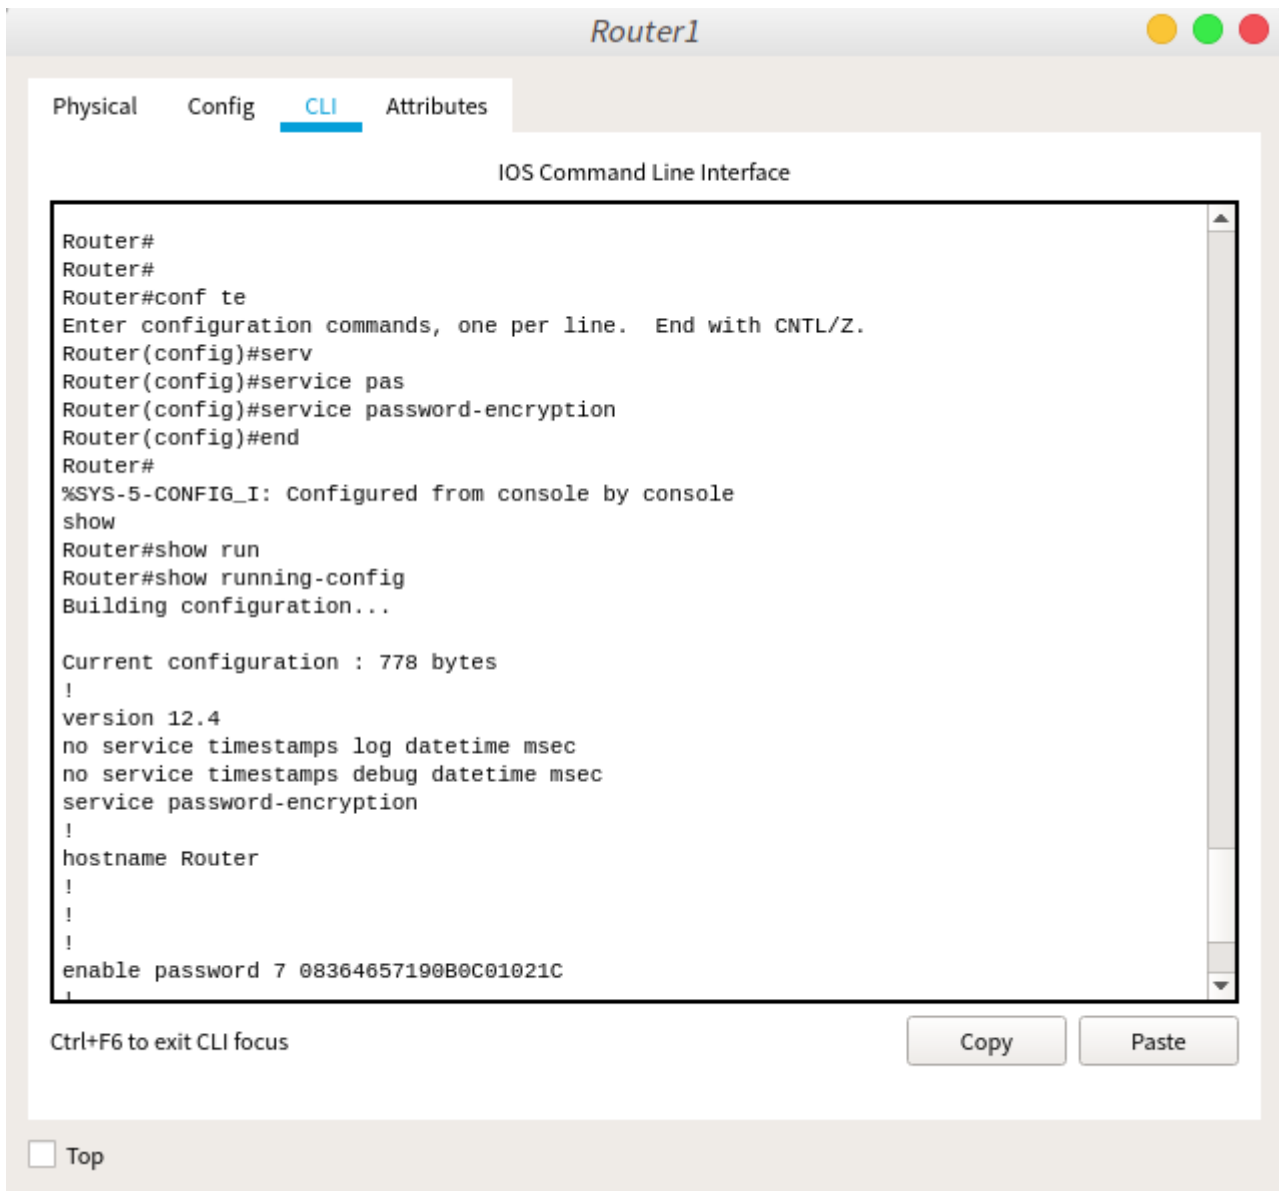 Router1
Physical Config CLI Attributes
IOS Command Line Interface
Router#
Router#
Router#conf te
Enter configuration commands, one per line.  End with CNTL/Z.
Router(config)#serv
Router(config)#service pas
Router(config)#service password-encryption
Router(config)#end
Router#
%SYS-5-CONFIG_I: Configured from console by console
show
Router#show run
Router#show running-config
Building configuration...
Current configuration : 778 bytes
!
version 12.4
no service timestamps log datetime msec
no service timestamps debug datetime msec
service password-encryption
!
hostname Router
!
!
!
enable password 7 08364657190B0C01021C
!
Ctrl+F6 to exit CLI focus
Copy Paste
Top